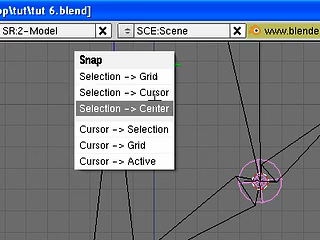 op\tut\tut 6.blend]
SR:2-Model
SCE:Scene
www.blende
Snap
Selection -> Grid
Selection -> Cursor
Selection -> Center
Cursor -> Selection
Cursor -> Grid
Cursor -> Active